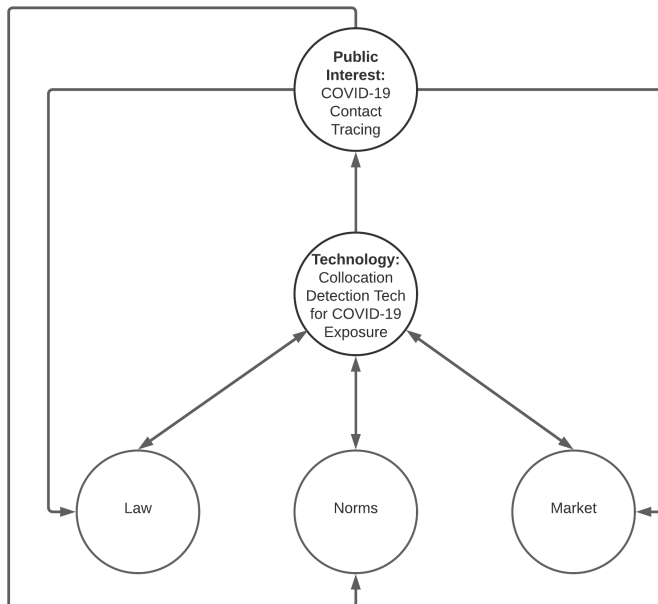 Public
Interest:
COVID-19
Contact
Tracing
Technology:
Collocation
Detection Tech
for COVID-19
Exposure
Law
Norms
Market